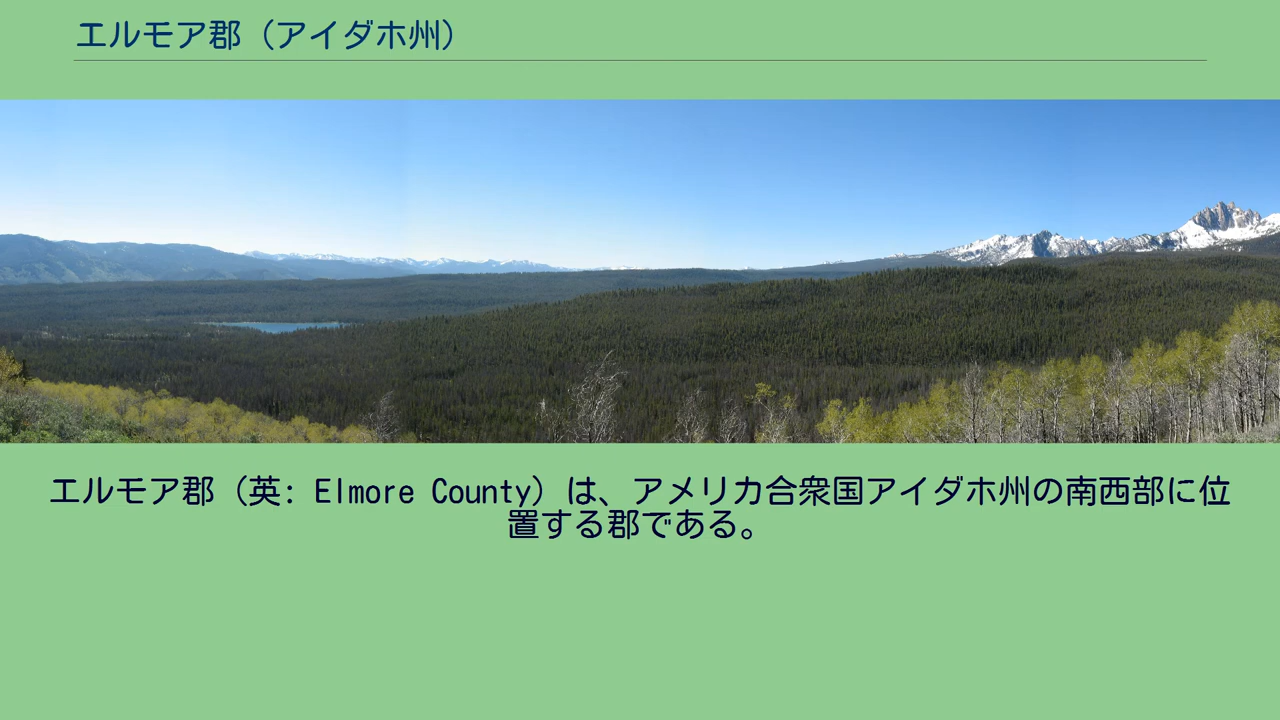 エルモア郡（アイダホ州）
エルモア郡（英: Elmore County）は、アメリカ合衆国アイダホ州の南西部に位
置する郡である。